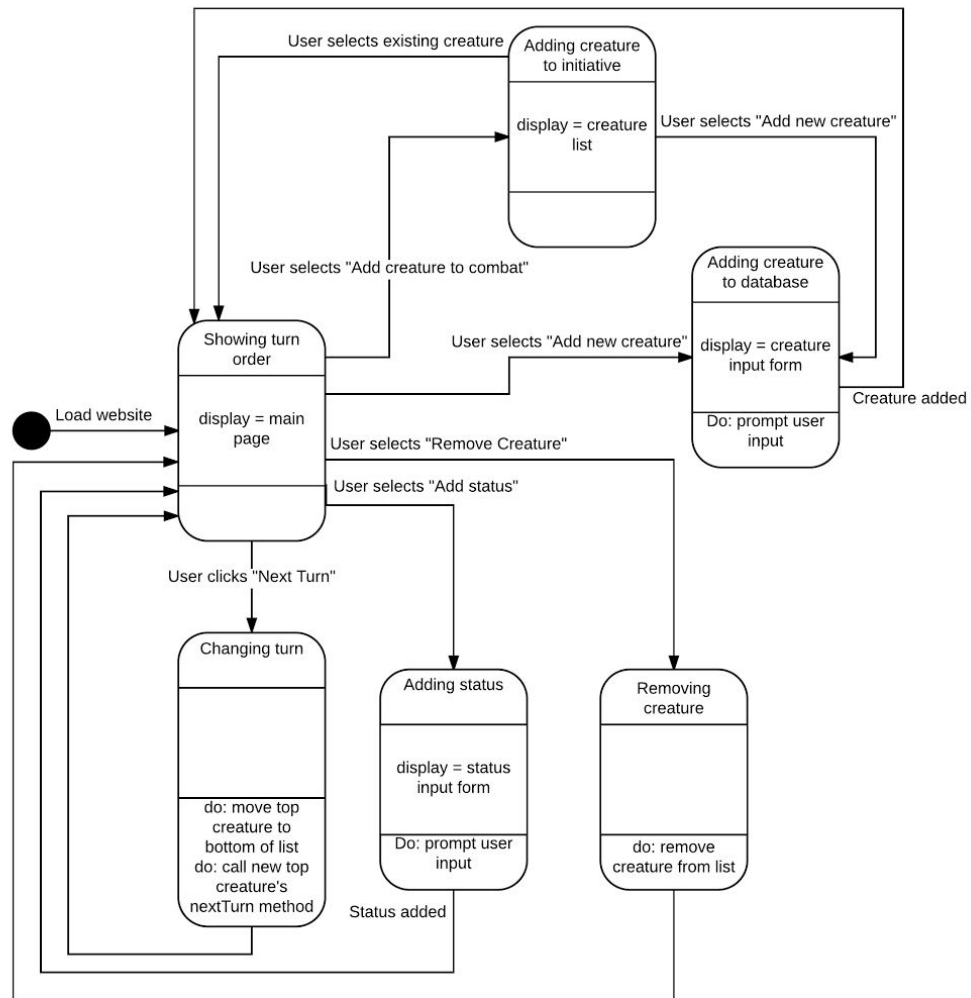 User selects existing creature
Adding creature
to initiative
display = creature
list
User selects "Add new creature"
User selects "Add creature to combat"
Adding creature
to database
display = creature
input form
Do: prompt user
input
Creature added
Showing turn
order
display = main
page
Load website
User selects "Add new creature"
User selects "Remove Creature"
User selects "Add status"
User clicks "Next Turn"
Changing turn
do: move top
creature to
bottom of list
do: call new top
creature's
nextTurn method
Adding status
display = status
input form
Do: prompt user
input
Status added
Removing
creature
do: remove
creature from list